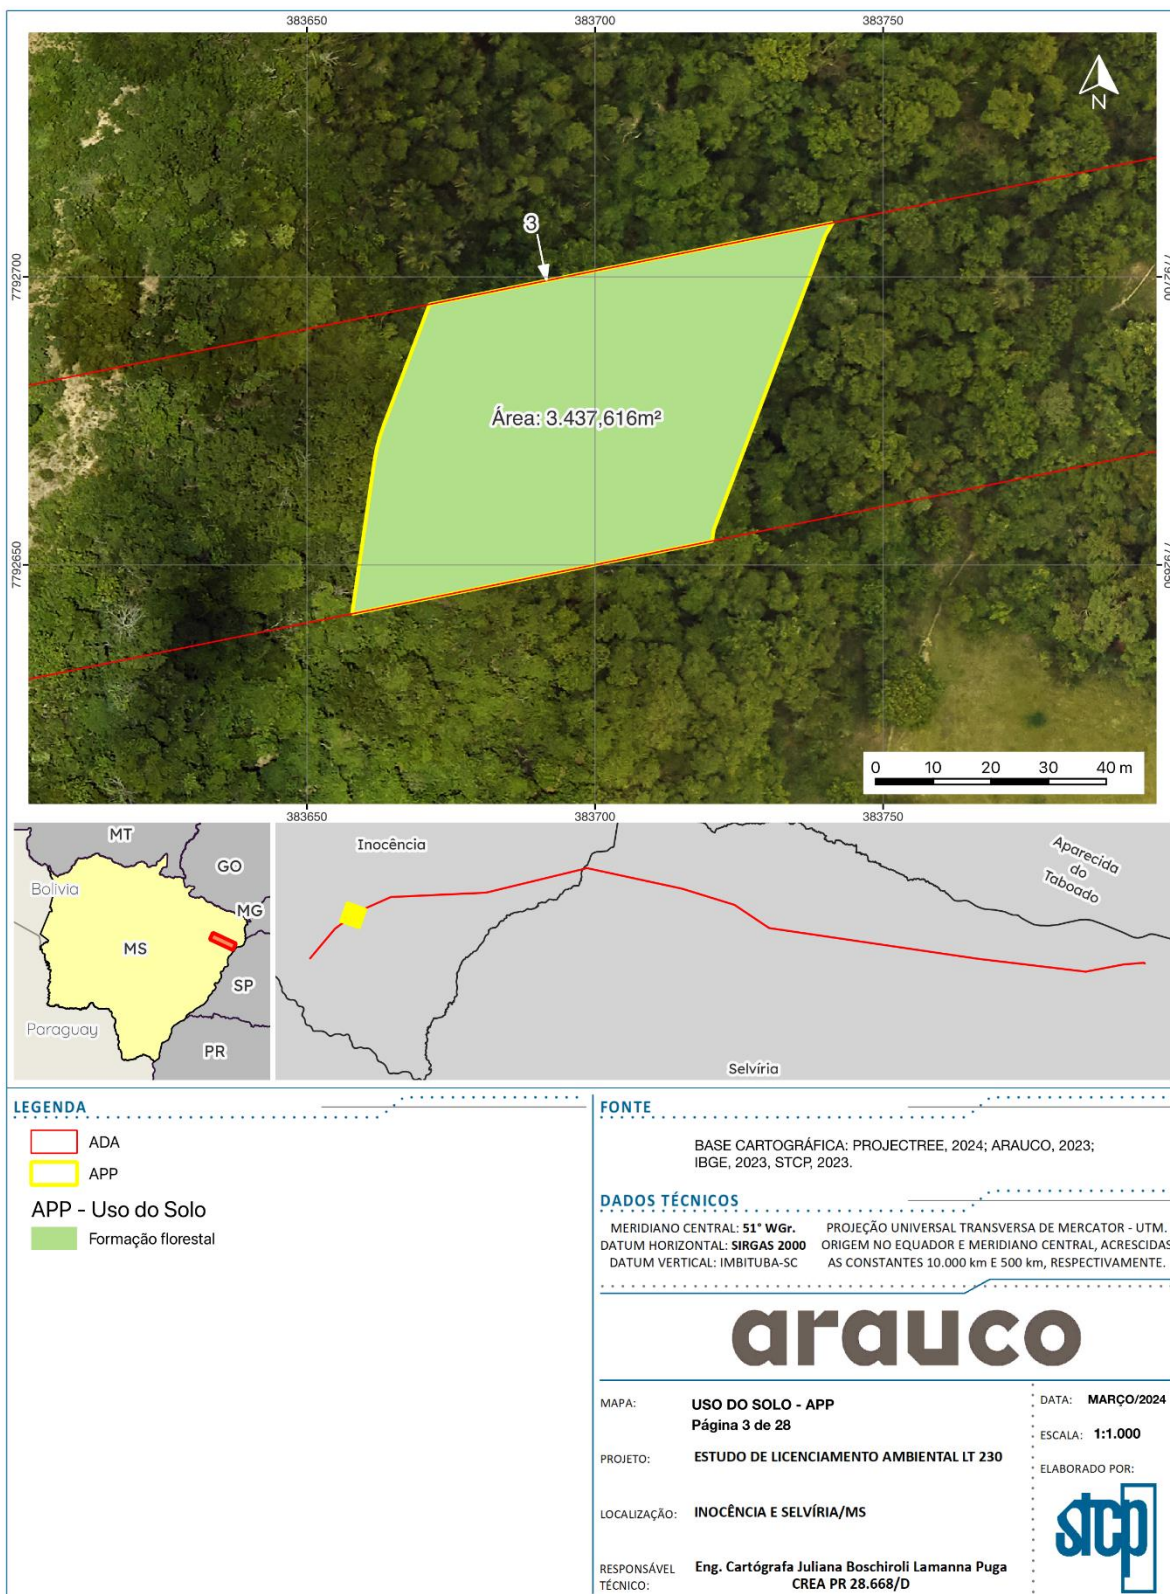 383650 383700 383750
N
3
7792700 7792700
Área: 3.437,616m²
7792650 7792650
0 10 20 30 40 m
383650 383700 383750
MT
GO
Bolivia
MG
MS
SP
Paraguay
PR
Inocência
Aparecida
do
Taboado
Selvíria
LEGENDA
ADA
APP
APP - Uso do Solo
Formação florestal
FONTE
BASE CARTOGRÁFICA: PROJECTREE, 2024; ARAUCO, 2023;
IBGE, 2023, STCP, 2023.
DADOS TÉCNICOS
MERIDIANO CENTRAL: 51° WGr.
DATUM HORIZONTAL: SIRGAS 2000
DATUM VERTICAL: IMBITUBA-SC
PROJEÇÃO UNIVERSAL TRANSVERSA DE MERCATOR - UTM.
ORIGEM NO EQUADOR E MERIDIANO CENTRAL, ACRESCIDAS
AS CONSTANTES 10.000 km E 500 km, RESPECTIVAMENTE.
arauco
MAPA: USO DO SOLO - APP
Página 3 de 28
PROJETO: ESTUDO DE LICENCIAMENTO AMBIENTAL LT 230
LOCALIZAÇÃO: INOCÊNCIA E SELVÍRIA/MS
RESPONSÁVEL
TÉCNICO:
Eng. Cartógrafa Juliana Boschiroli Lamanna Puga
CREA PR 28.668/D
DATA: MARÇO/2024
ESCALA: 1:1.000
ELABORADO POR:
stcp